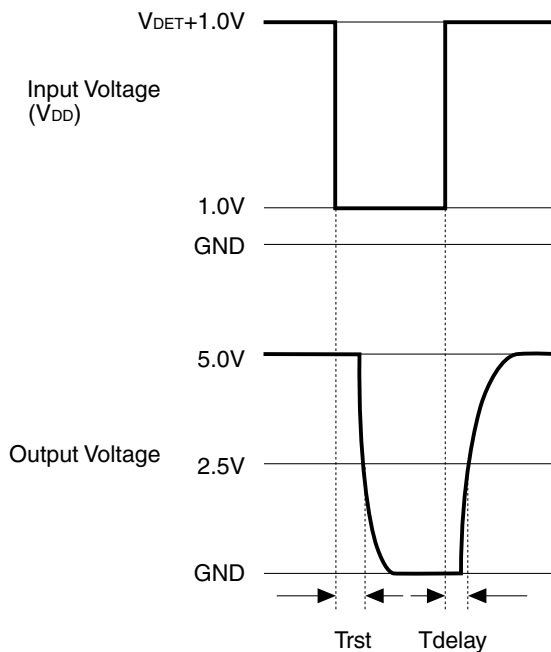 VDET+1.0V
Input Voltage
(VDD)
1.0V
GND
5.0V
Output Voltage
2.5V
GND
Trst Tdelay